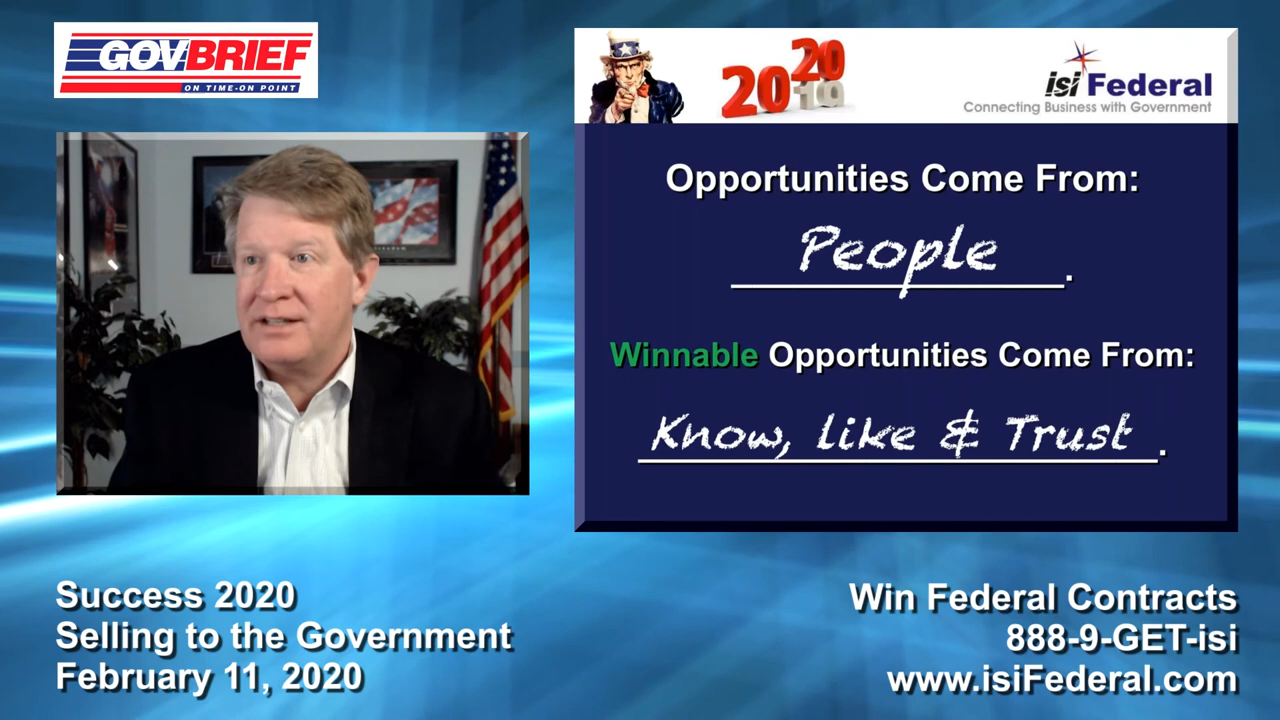 GOVBRIEF
ON TIME-ON POINT
2020
19
isi Federal
Connecting Business with Government
Opportunities Come From:
People.
Winnable Opportunities Come From:
Know, like & Trust.
Success 2020
Selling to the Government
February 11, 2020
Win Federal Contracts
888-9-GET-isi
www.isiFederal.com